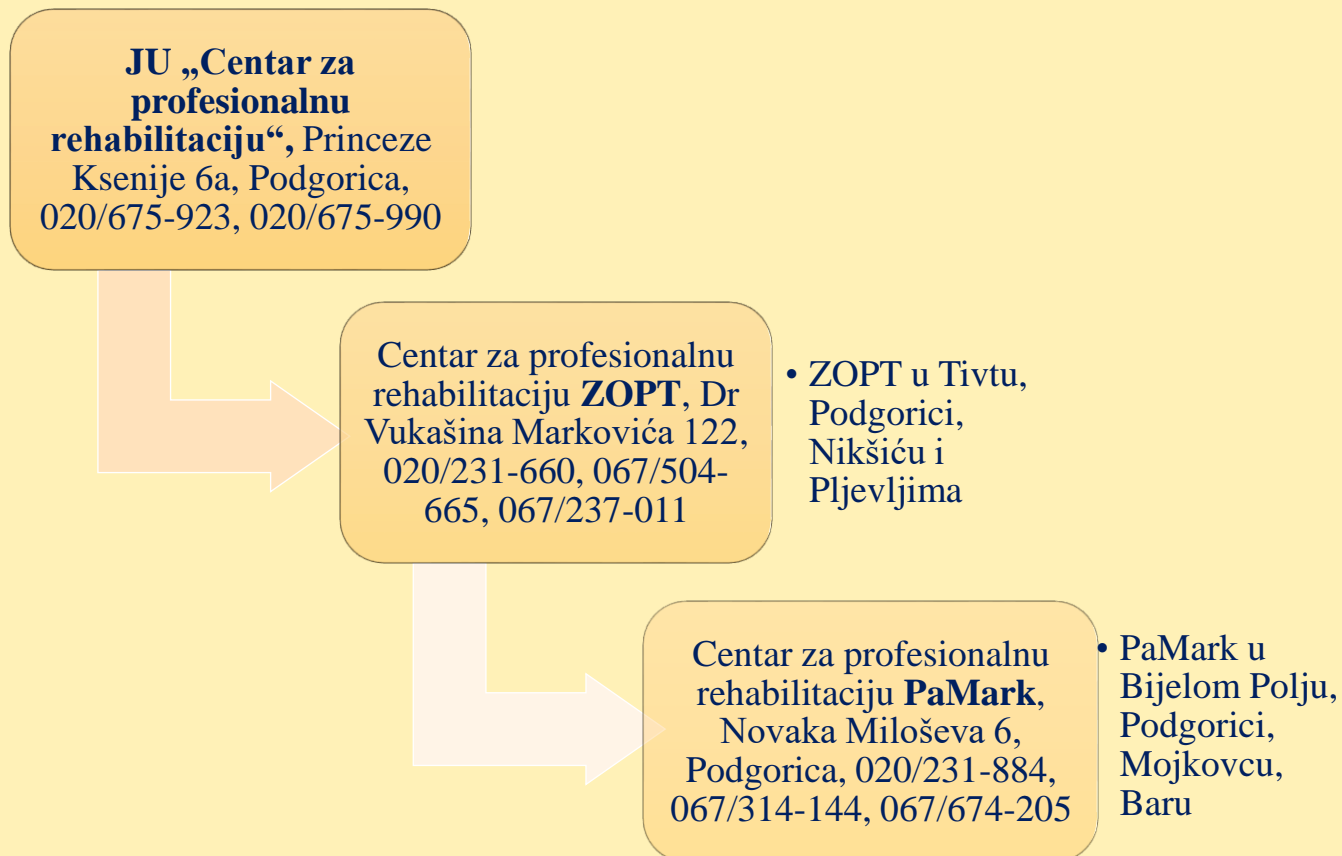 JU „Centar za
profesionalnu
rehabilitaciju“, Princeze
Ksenije 6a, Podgorica,
020/675-923, 020/675-990
Centar za profesionalnu
rehabilitaciju ZOPT, Dr
Vukašina Markovića 122,
020/231-660, 067/504-
665, 067/237-011
• ZOPT u Tivtu,
Podgorici,
Nikšiću i
Pljevljima
Centar za profesionalnu
rehabilitaciju PaMark,
Novaka Miloševa 6,
Podgorica, 020/231-884,
067/314-144, 067/674-205
• PaMark u
Bijelom Polju,
Podgorici,
Mojkovcu,
Baru